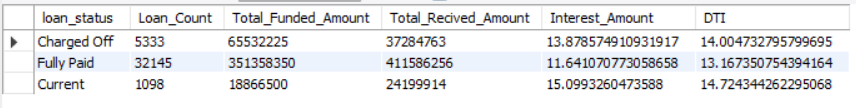 loan_status Loan_Count Total_Funded_Amount Total_Recived_Amount Interest_Amount DTI
Charged Off 5333 65532225 37284763 13.878574910931917 14.004732795799695
Fully Paid 32145 351358350 411586256 11.641070773058658 13.167350754394164
Current 1098 18866500 24199914 15.0993260473588 14.724344262295068